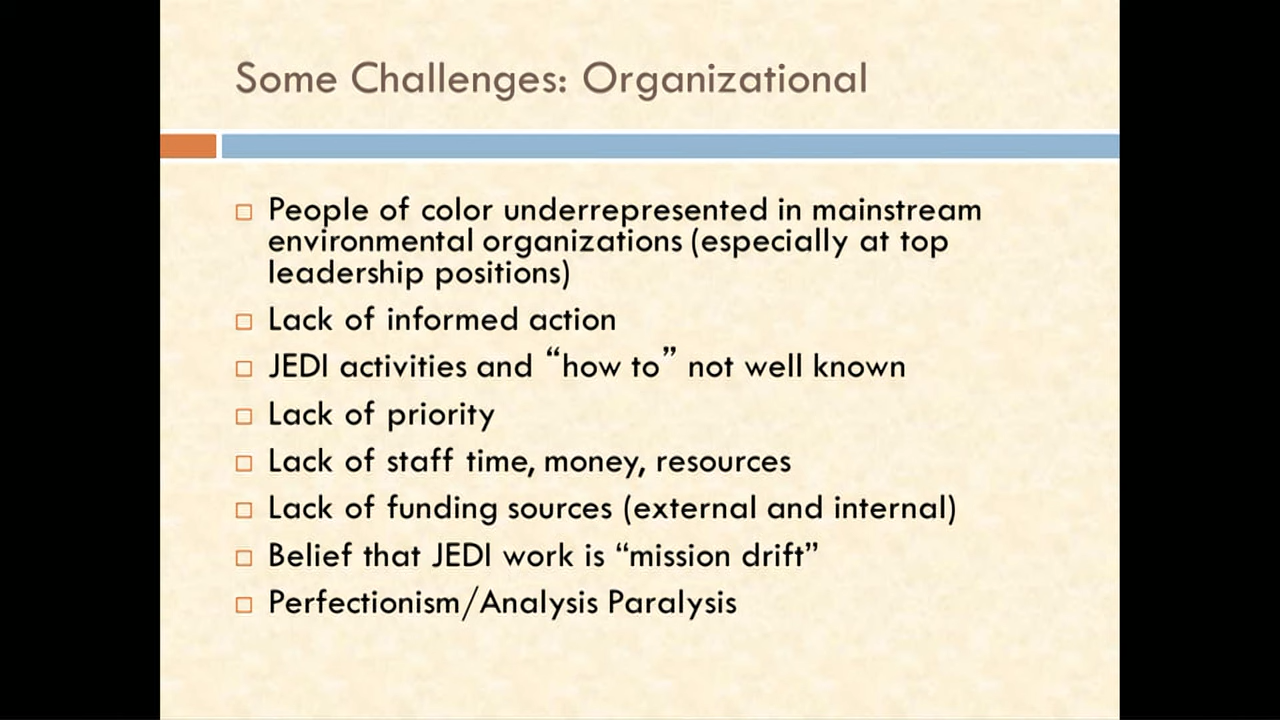 Some Challenges: Organizational
People of color underrepresented in mainstream
environmental organizations (especially at top
leadership positions)
Lack of informed action
JEDI activities and “how to” not well known
Lack of priority
Lack of staff time, money, resources
Lack of funding sources (external and internal)
Belief that JEDI work is “mission drift”
Perfectionism/Analysis Paralysis